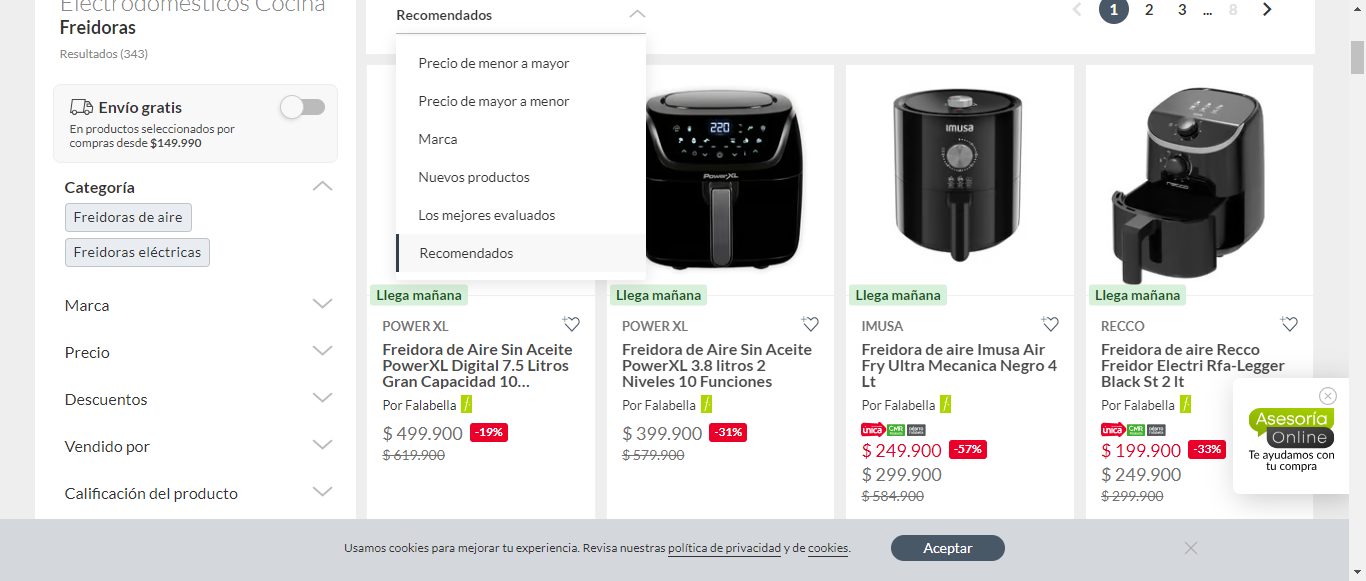 Electrodomésticos Cocina
Freidoras
Resultados (343)
Envío gratis
En productos seleccionados por
compras desde $149.990
Categoría
Freidoras de aire
Freidoras eléctricas
Marca
Precio
Descuentos
Vendido por
Calificación del producto
Recomendados
Precio de menor a mayor
Precio de mayor a menor
Marca
Nuevos productos
Los mejores evaluados
Recomendados
1 2 3 ... 8
220
PowerXL
imusa
recco
Llega mañana
POWER XL
Freidora de Aire Sin Aceite
PowerXL Digital 7.5 Litros
Gran Capacidad 10...
Por Falabella
$ 499.900 -19%
$ 619.900
Llega mañana
POWER XL
Freidora de Aire Sin Aceite
PowerXL 3.8 litros 2
Niveles 10 Funciones
Por Falabella
$ 399.900 -31%
$ 579.900
Llega mañana
IMUSA
Freidora de aire Imusa Air
Fry Ultra Mecanica Negro 4
Lt
Por Falabella
unica CMR
$ 249.900 -57%
$ 299.900
$ 584.900
Llega mañana
RECCO
Freidora de aire Recco
Freidor Electri Rfa-Legger
Black St 2 lt
Por Falabella
unica CMR
$ 199.900 -33%
$ 249.900
$ 299.900
Asesoría
Online
Te ayudamos con
tu compra
Usamos cookies para mejorar tu experiencia. Revisa nuestras política de privacidad y de cookies.
Aceptar